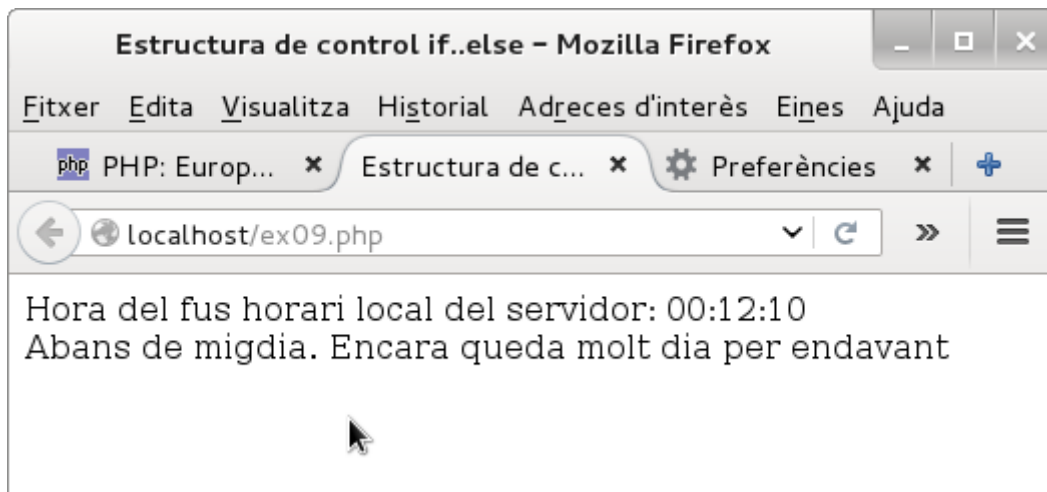 Estructura de control if..else – Mozilla Firefox
Fitxer Edita Visualitza Historial Adreces d'interès Eines Ajuda
php PHP: Europ... Estructura de c... Preferències
localhost/ex09.php
Hora del fus horari local del servidor: 00:12:10
Abans de migdia. Encara queda molt dia per endavant